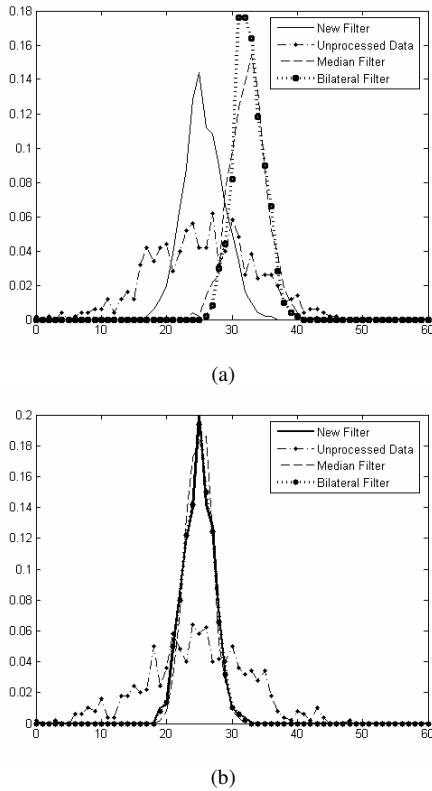 0.18
New Filter
0.16
Unprocessed Data
Median Filter
0.14
Bilateral Filter
0.12
0.1
0.08
0.06
0.04
0.02
0
0 10 20 30 40 50 60
(a)
0.2
New Filter
0.18
Unprocessed Data
Median Filter
0.16
Bilateral Filter
0.14
0.12
0.1
0.08
0.06
0.04
0.02
0
0 10 20 30 40 50 60
(b)